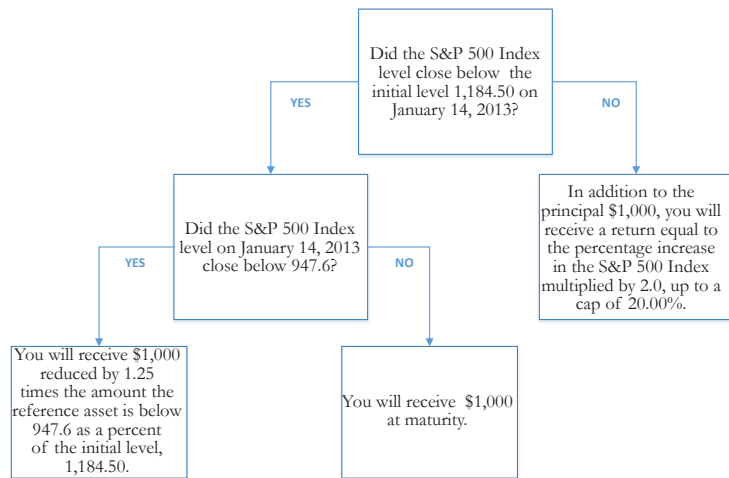 Did the S&P 500 Index
level close below the
initial level 1,184.50 on
January 14, 2013?
YES
NO
Did the S&P 500 Index
level on January 14, 2013
close below 947.6?
In addition to the
principal $1,000, you will
receive a return equal to
the percentage increase
in the S&P 500 Index
multiplied by 2.0, up to a
cap of 20.00%.
YES
NO
You will receive $1,000
reduced by 1.25
times the amount the
reference asset is below
947.6 as a percent
of the initial level,
1,184.50.
You will receive $1,000
at maturity.